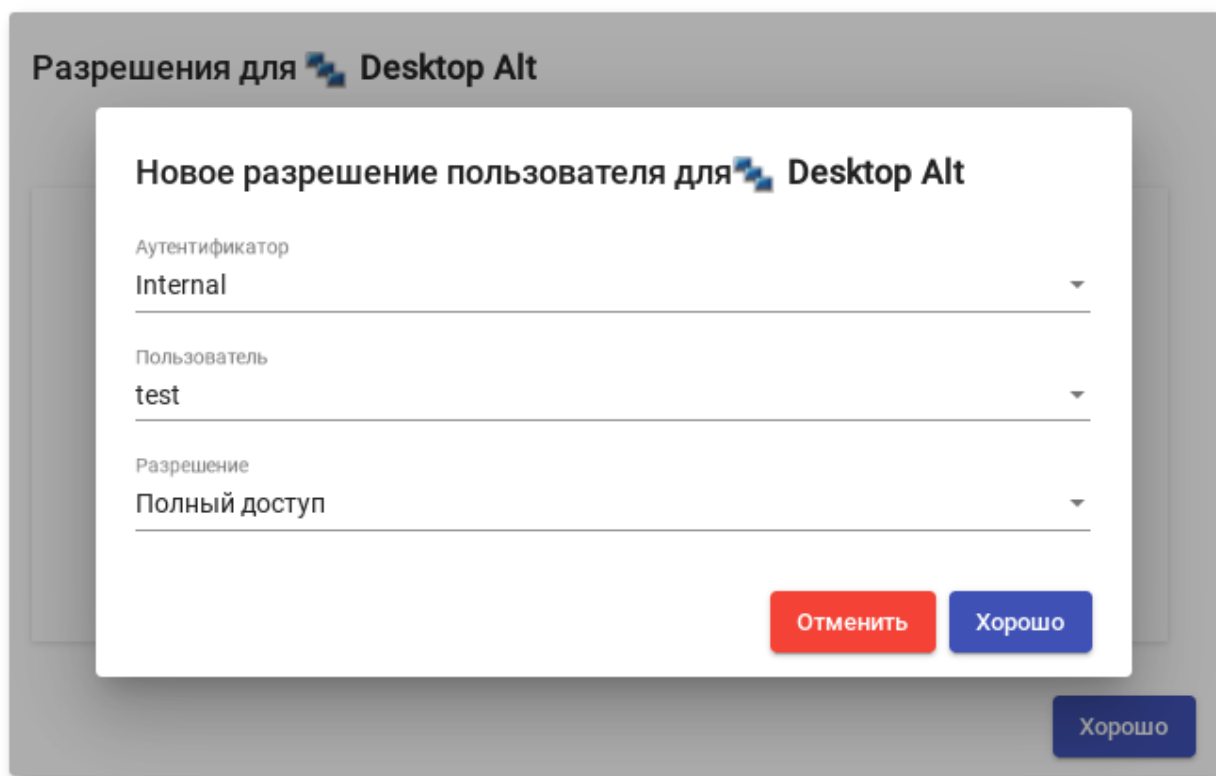 Разрешения для Desktop Alt
Новое разрешение пользователя для Desktop Alt
Аутентификатор
Internal
Пользователь
test
Разрешение
Полный доступ
Отменить Хорошо
Хорошо